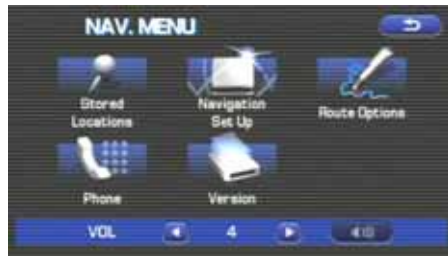 NAV. MENU
Stored Locations
Navigation Set Up
Route Options
Phone
Version
VOL 4